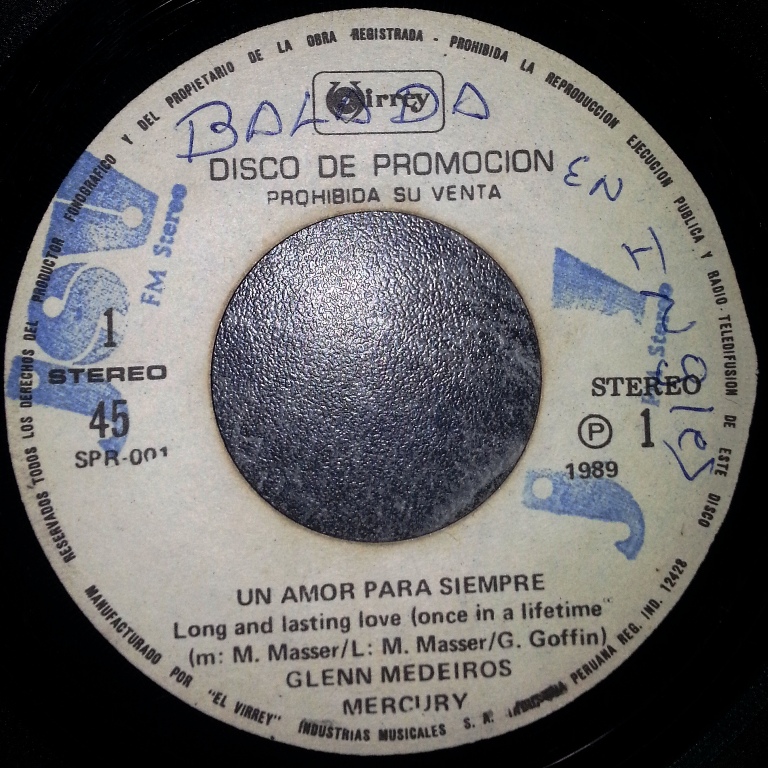 RESERVADOS TODOS LOS DERECHOS DEL PRODUCTOR FONOGRAFICO Y DEL PROPIETARIO DE LA OBRA REGISTRADA - PROHIBIDA LA REPRODUCCION EJECUCION PUBLICA Y RADIO-TELEDIFUSION DE ESTE DISCO
Virrey
BALADA
EN INGLES
DISCO DE PROMOCION
PROHIBIDA SU VENTA
FM Stereo
1
STEREO
45
SPR-001
STEREO
Ⓟ 1
1989
UN AMOR PARA SIEMPRE
Long and lasting love (once in a lifetime"
(m: M. Masser/L: M. Masser/G. Goffin)
GLENN MEDEIROS
MERCURY
MANUFACTURADO POR "EL VIRREY" INDUSTRIAS MUSICALES S. A. INDUSTRIA PERUANA REG. IND. 12428